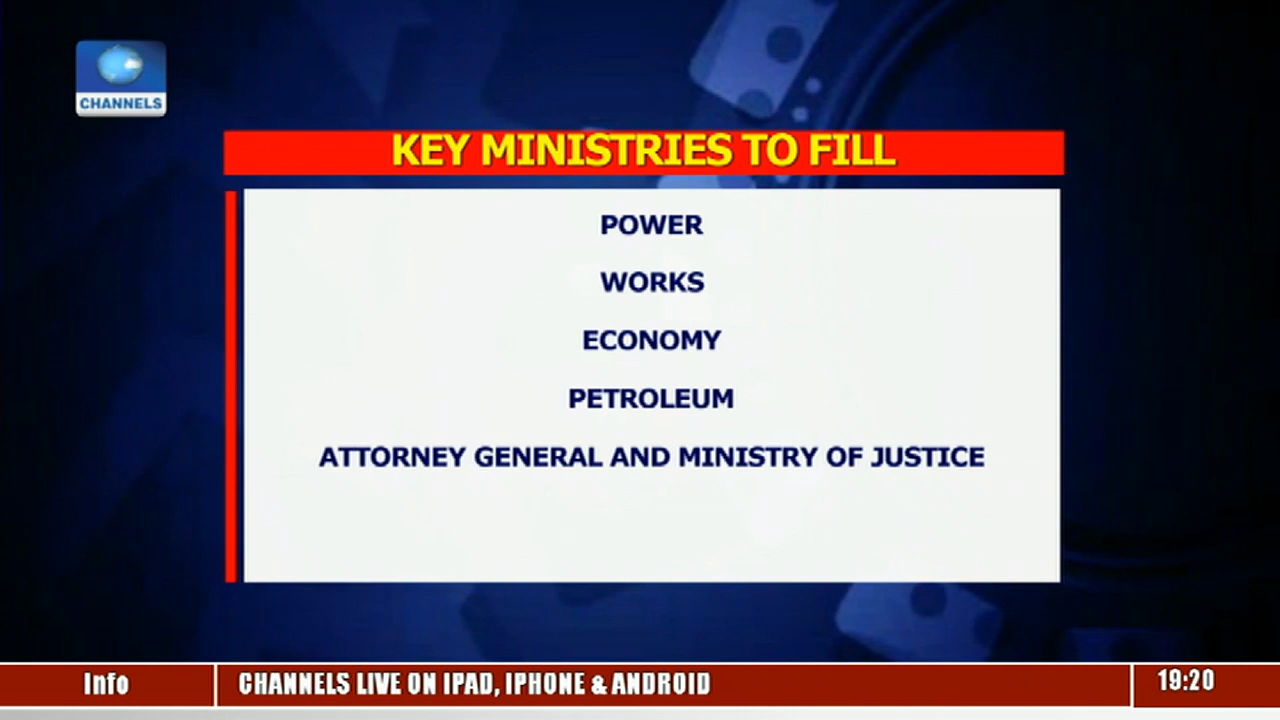 CHANNELS
KEY MINISTRIES TO FILL
POWER
WORKS
ECONOMY
PETROLEUM
ATTORNEY GENERAL AND MINISTRY OF JUSTICE
Info
CHANNELS LIVE ON IPAD, IPHONE & ANDROID
19:20